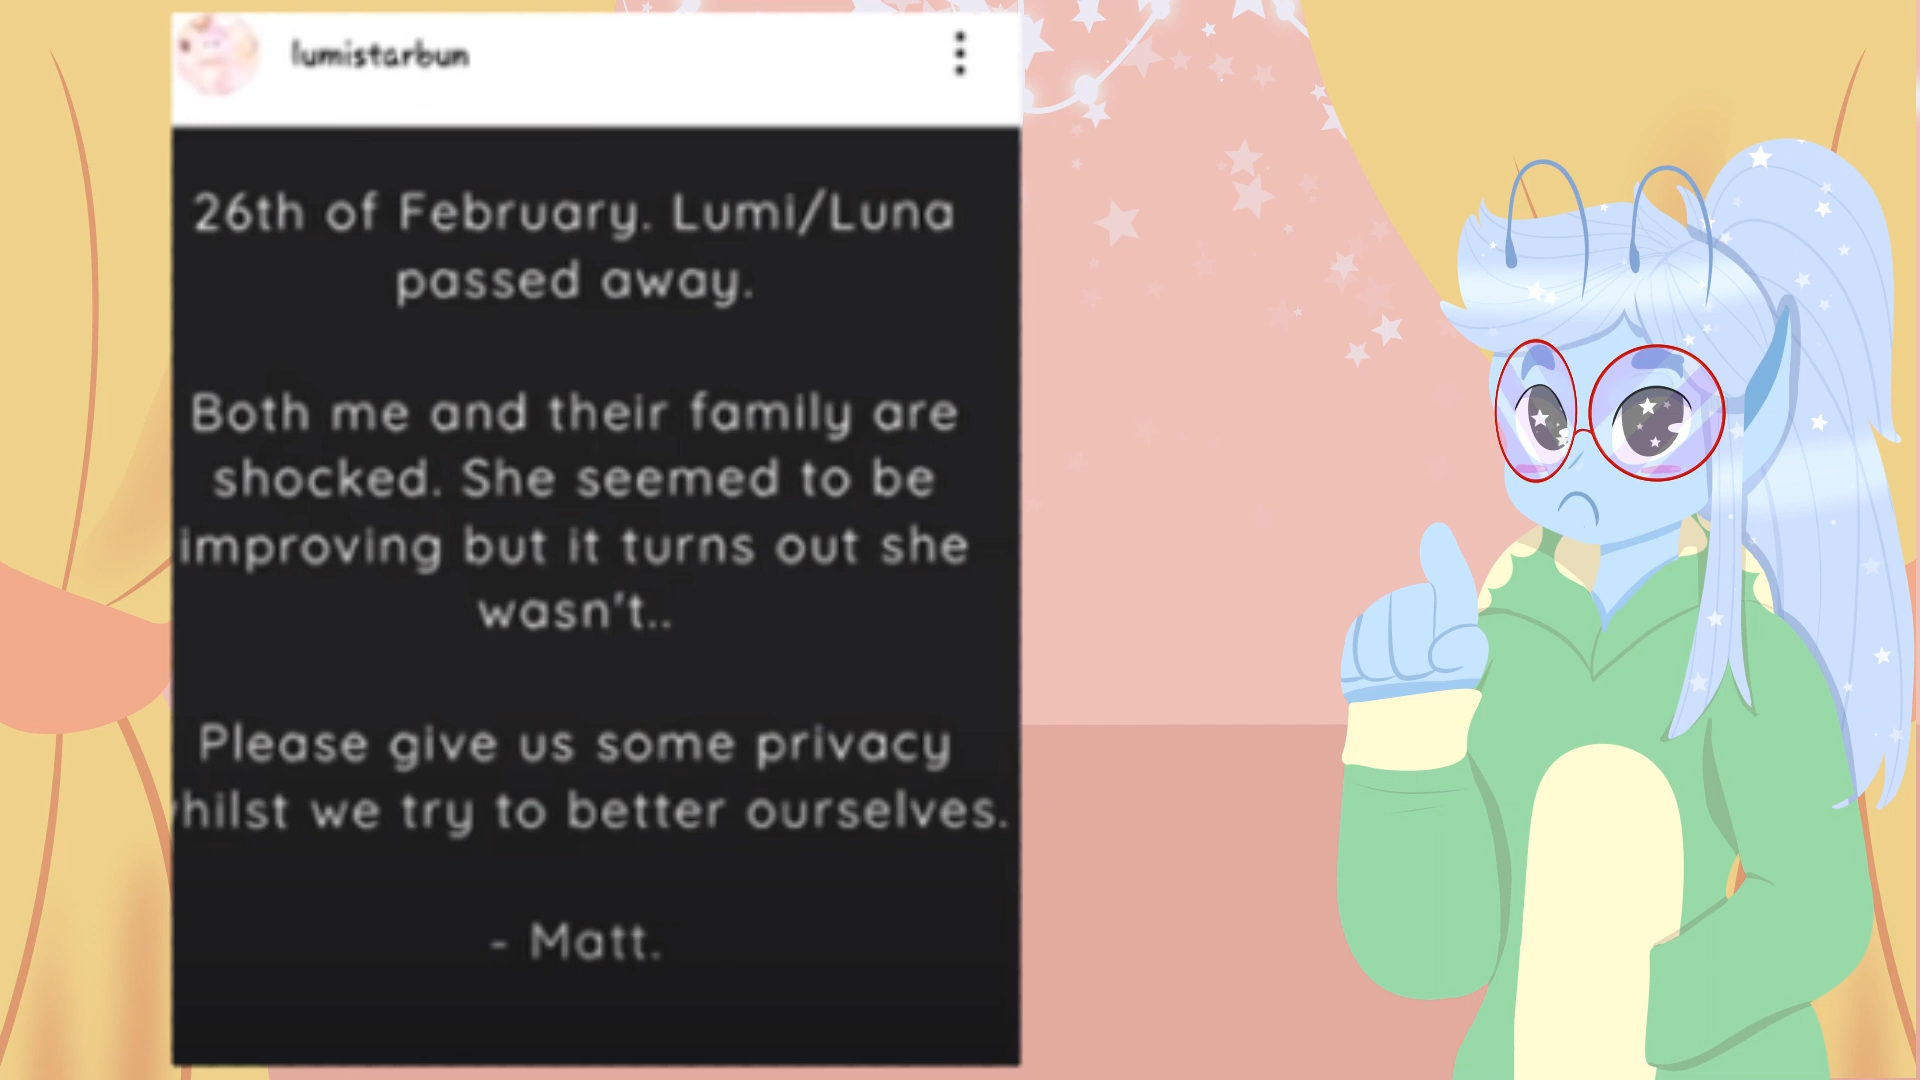 lumistarbun
26th of February. Lumi/Luna
passed away.
Both me and their family are
shocked. She seemed to be
improving but it turns out she
wasn't..
Please give us some privacy
whilst we try to better ourselves.
- Matt.